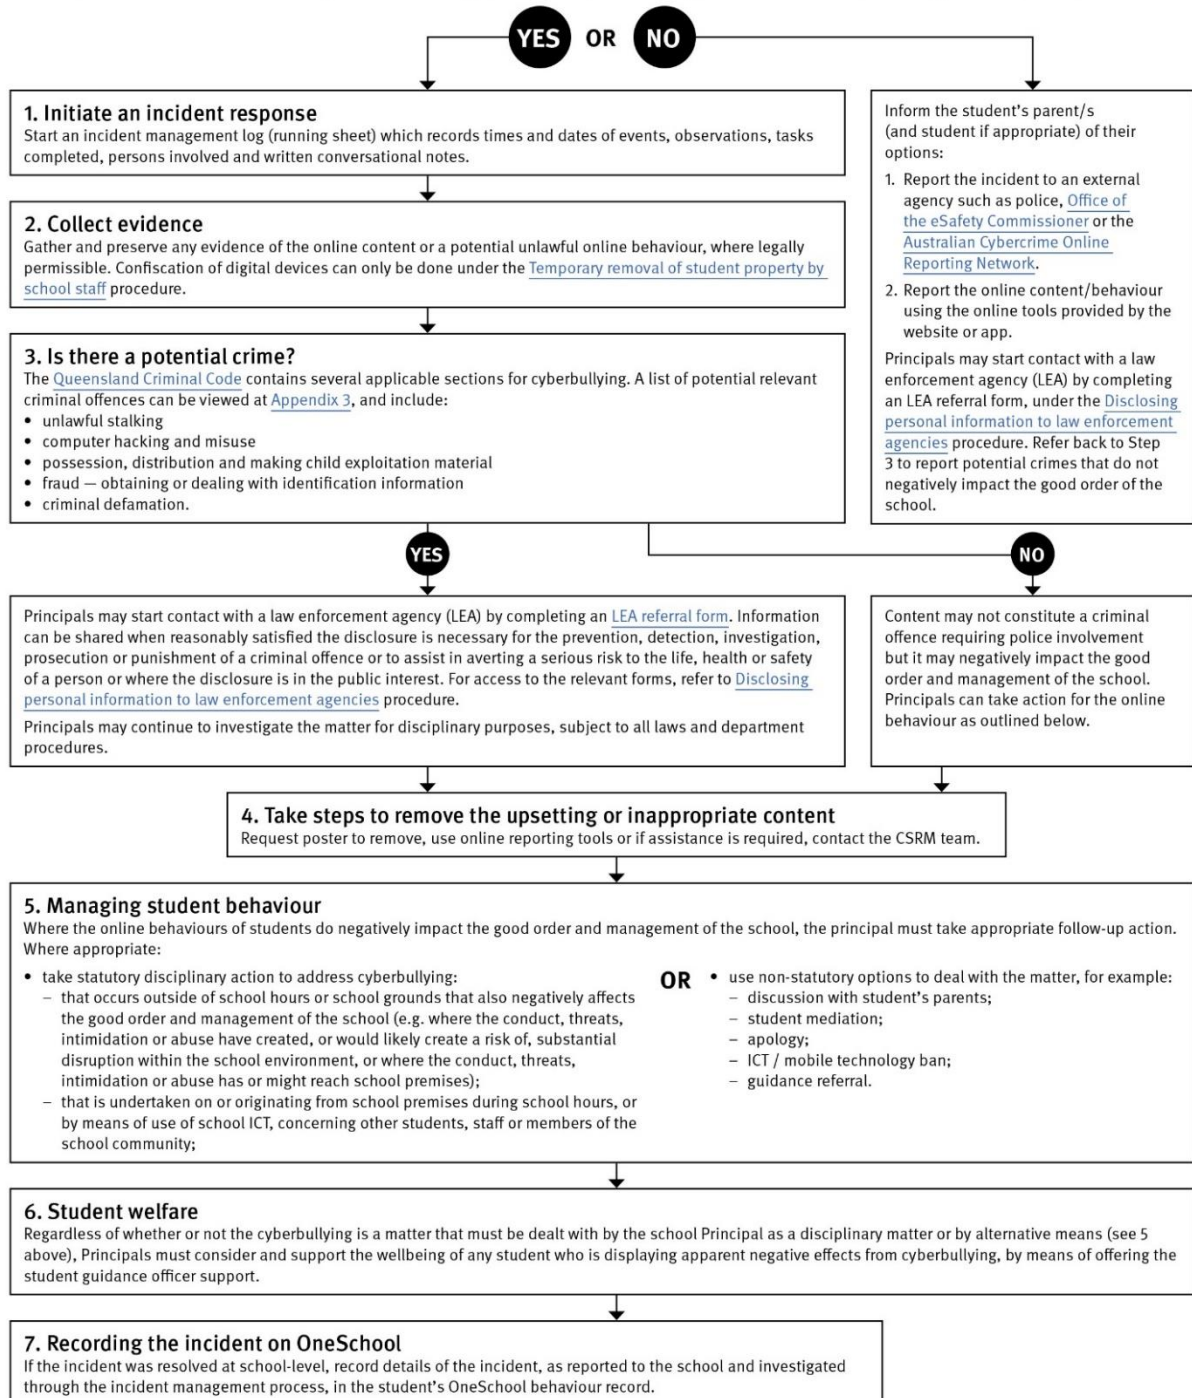 YES OR NO
1. Initiate an incident response
Start an incident management log (running sheet) which records times and dates of events, observations, tasks
completed, persons involved and written conversational notes.
2. Collect evidence
Gather and preserve any evidence of the online content or a potential unlawful online behaviour, where legally
permissible. Confiscation of digital devices can only be done under the Temporary removal of student property by
school staff procedure.
3. Is there a potential crime?
The Queensland Criminal Code contains several applicable sections for cyberbullying. A list of potential relevant
criminal offences can be viewed at Appendix 3, and include:
• unlawful stalking
• computer hacking and misuse
• possession, distribution and making child exploitation material
• fraud — obtaining or dealing with identification information
• criminal defamation.
Inform the student's parent/s
(and student if appropriate) of their
options:
1. Report the incident to an external
agency such as police, Office of
the eSafety Commissioner or the
Australian Cybercrime Online
Reporting Network.
2. Report the online content/behaviour
using the online tools provided by the
website or app.
Principals may start contact with a law
enforcement agency (LEA) by completing
an LEA referral form, under the Disclosing
personal information to law enforcement
agencies procedure. Refer back to Step
3 to report potential crimes that do not
negatively impact the good order of the
school.
YES
NO
Principals may start contact with a law enforcement agency (LEA) by completing an LEA referral form. Information
can be shared when reasonably satisfied the disclosure is necessary for the prevention, detection, investigation,
prosecution or punishment of a criminal offence or to assist in averting a serious risk to the life, health or safety
of a person or where the disclosure is in the public interest. For access to the relevant forms, refer to Disclosing
personal information to law enforcement agencies procedure.
Principals may continue to investigate the matter for disciplinary purposes, subject to all laws and department
procedures.
Content may not constitute a criminal
offence requiring police involvement
but it may negatively impact the good
order and management of the school.
Principals can take action for the online
behaviour as outlined below.
4. Take steps to remove the upsetting or inappropriate content
Request poster to remove, use online reporting tools or if assistance is required, contact the CSRM team.
5. Managing student behaviour
Where the online behaviours of students do negatively impact the good order and management of the school, the principal must take appropriate follow-up action.
Where appropriate:
• take statutory disciplinary action to address cyberbullying:
– that occurs outside of school hours or school grounds that also negatively affects
the good order and management of the school (e.g. where the conduct, threats,
intimidation or abuse have created, or would likely create a risk of, substantial
disruption within the school environment, or where the conduct, threats,
intimidation or abuse has or might reach school premises);
– that is undertaken on or originating from school premises during school hours, or
by means of use of school ICT, concerning other students, staff or members of the
school community;
OR
• use non-statutory options to deal with the matter, for example:
– discussion with student's parents;
– student mediation;
– apology;
– ICT / mobile technology ban;
– guidance referral.
6. Student welfare
Regardless of whether or not the cyberbullying is a matter that must be dealt with by the school Principal as a disciplinary matter or by alternative means (see 5
above), Principals must consider and support the wellbeing of any student who is displaying apparent negative effects from cyberbullying, by means of offering the
student guidance officer support.
7. Recording the incident on OneSchool
If the incident was resolved at school-level, record details of the incident, as reported to the school and investigated
through the incident management process, in the student's OneSchool behaviour record.